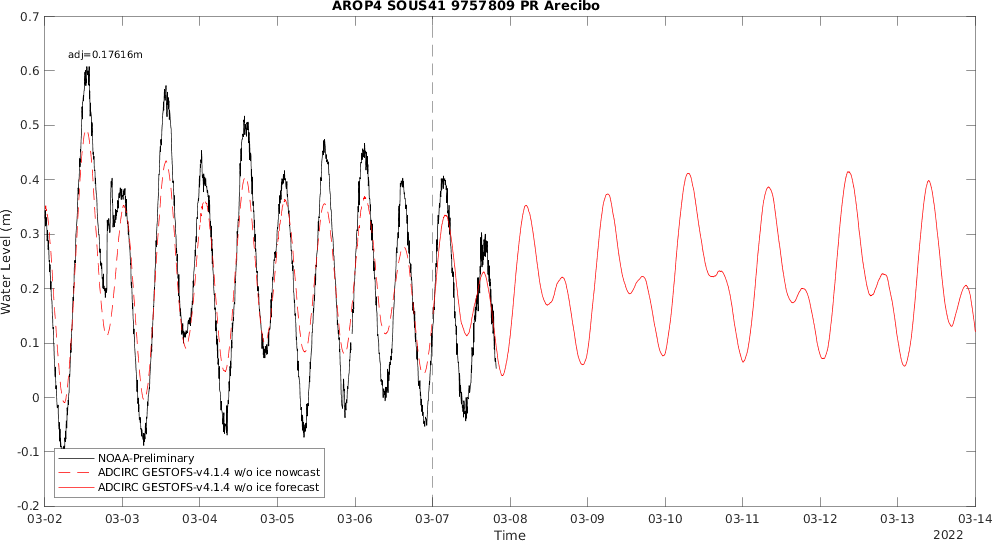 AROP4 SOUS41 9757809 PR Arecibo
adj=0.17616m
0.7
0.6
0.5
0.4
0.3
0.2
0.1
0
-0.1
-0.2
Water Level (m)
NOAA-Preliminary
ADCIRC GESTOFS-v4.1.4 w/o ice nowcast
ADCIRC GESTOFS-v4.1.4 w/o ice forecast
03-02 03-03 03-04 03-05 03-06 03-07 03-08 03-09 03-10 03-11 03-12 03-13 03-14
Time
2022